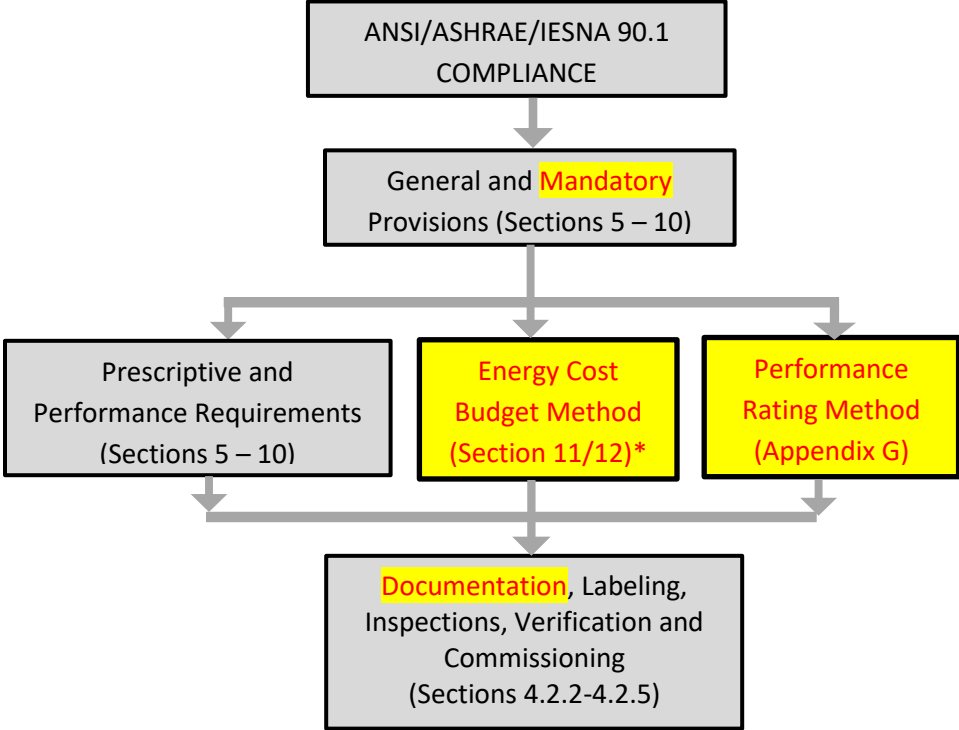 ANSI/ASHRAE/IESNA 90.1
COMPLIANCE
General and Mandatory
Provisions (Sections 5 – 10)
Prescriptive and
Performance Requirements
(Sections 5 – 10)
Energy Cost
Budget Method
(Section 11/12)*
Performance
Rating Method
(Appendix G)
Documentation, Labeling,
Inspections, Verification and
Commissioning
(Sections 4.2.2-4.2.5)